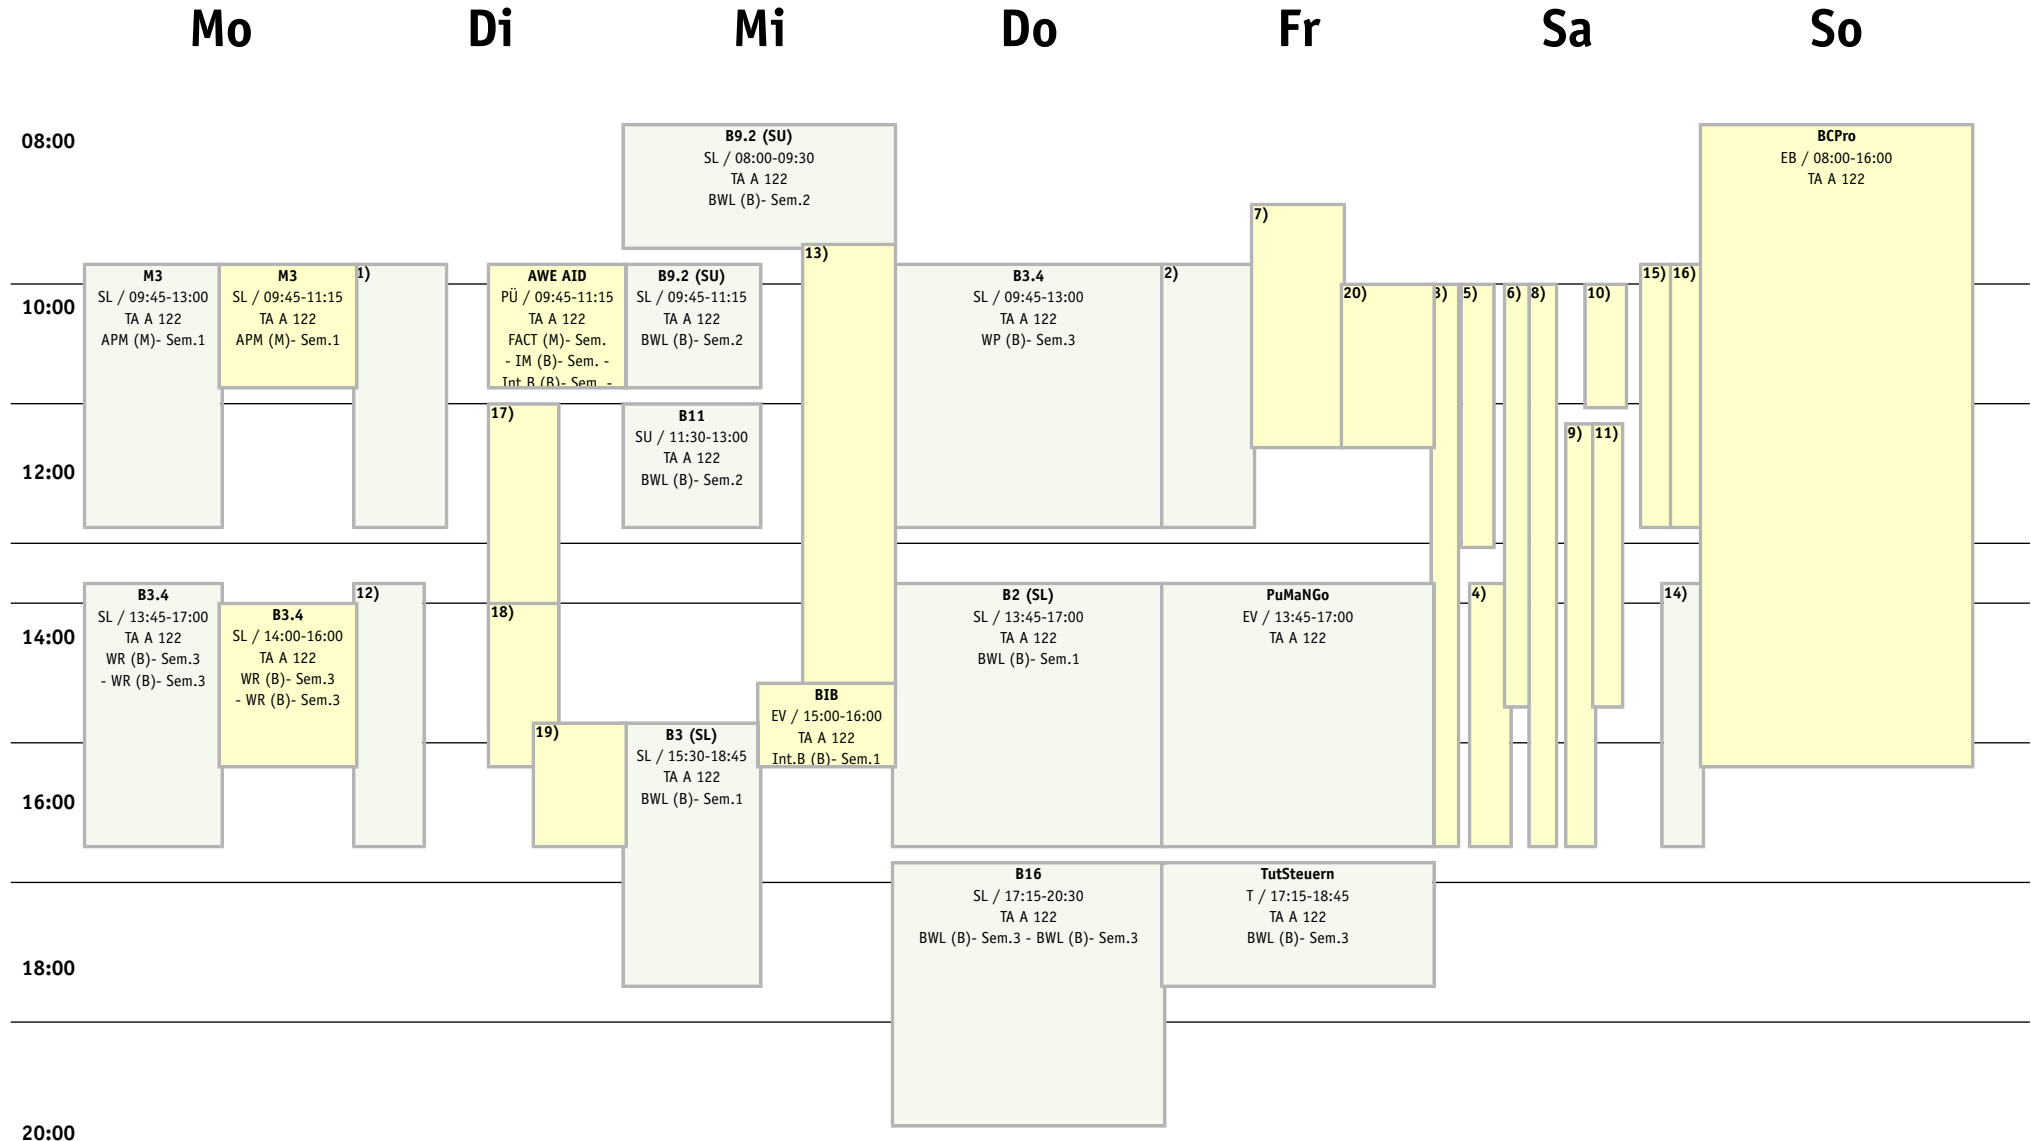 Mo Di Mi Do Fr Sa So
08:00
B9.2 (SU)
SL / 08:00-09:30
TA A 122
BWL (B)- Sem.2
BCPro
EB / 08:00-16:00
TA A 122
7)
13)
10:00
M3
SL / 09:45-13:00
TA A 122
APM (M)- Sem.1
M3
SL / 09:45-11:15
TA A 122
APM (M)- Sem.1
1)
AWE AID
PÜ / 09:45-11:15
TA A 122
FACT (M)- Sem.
- IM (B)- Sem. -
Int.B (B)- Sem. -
B9.2 (SU)
SL / 09:45-11:15
TA A 122
BWL (B)- Sem.2
B3.4
SL / 09:45-13:00
TA A 122
WP (B)- Sem.3
2)
20)
3)
5)
6)
8)
10)
15)
16)
12:00
17)
B11
SU / 11:30-13:00
TA A 122
BWL (B)- Sem.2
9)
11)
14:00
B3.4
SL / 13:45-17:00
TA A 122
WR (B)- Sem.3
- WR (B)- Sem.3
B3.4
SL / 14:00-16:00
TA A 122
WR (B)- Sem.3
- WR (B)- Sem.3
12)
18)
B2 (SL)
SL / 13:45-17:00
TA A 122
BWL (B)- Sem.1
PuMaNGo
EV / 13:45-17:00
TA A 122
4)
14)
16:00
19)
B3 (SL)
SL / 15:30-18:45
TA A 122
BWL (B)- Sem.1
BIB
EV / 15:00-16:00
TA A 122
Int.B (B)- Sem.1
18:00
B16
SL / 17:15-20:30
TA A 122
BWL (B)- Sem.3 - BWL (B)- Sem.3
TutSteuern
T / 17:15-18:45
TA A 122
BWL (B)- Sem.3
20:00